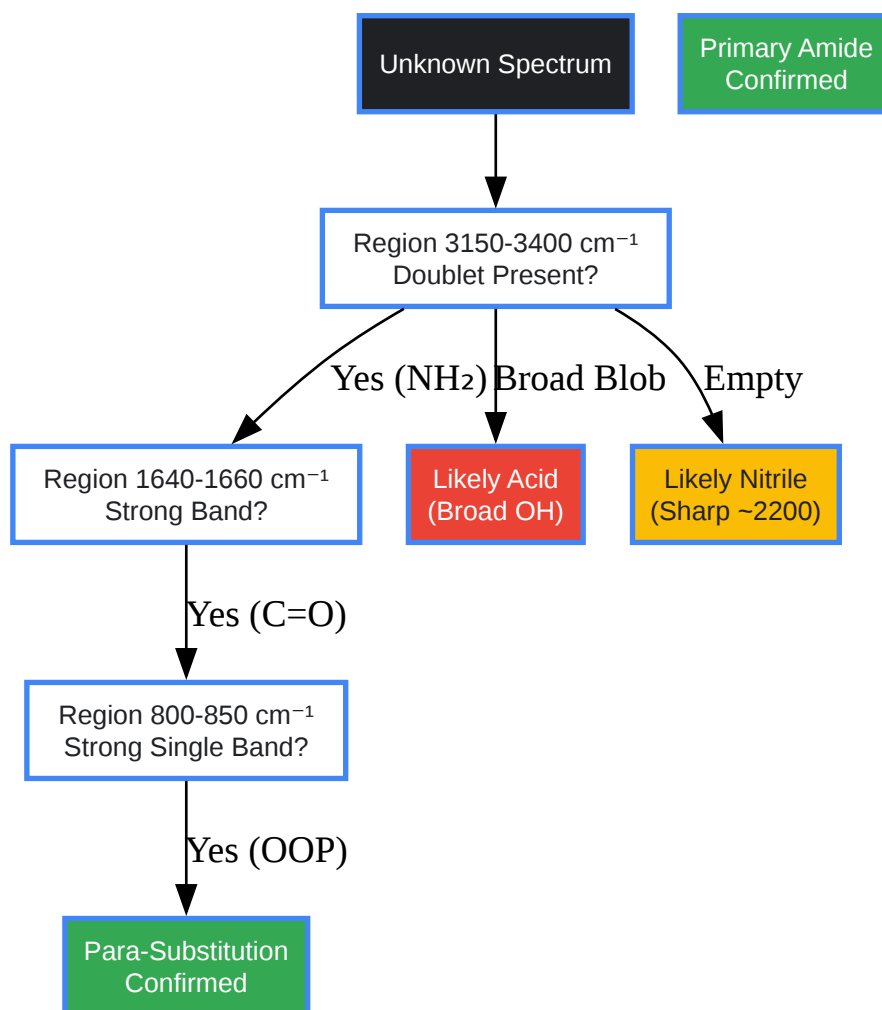 Unknown Spectrum
Primary Amide
Confirmed
Region 3150-3400 cm⁻¹
Doublet Present?
Yes (NH₂)
Broad Blob
Empty
Region 1640-1660 cm⁻¹
Strong Band?
Likely Acid
(Broad OH)
Likely Nitrile
(Sharp ~2200)
Yes (C=O)
Region 800-850 cm⁻¹
Strong Single Band?
Yes (OOP)
Para-Substitution
Confirmed